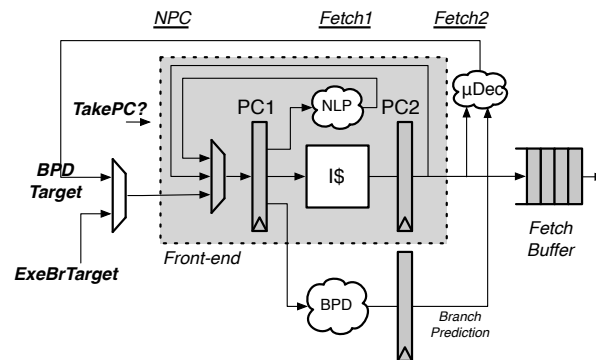 NPC
Fetch1
Fetch2
TakePC?
PC1
NLP
PC2
μDec
BPD
Target
I$
ExeBrTarget
Front-end
Fetch
Buffer
BPD
Branch
Prediction